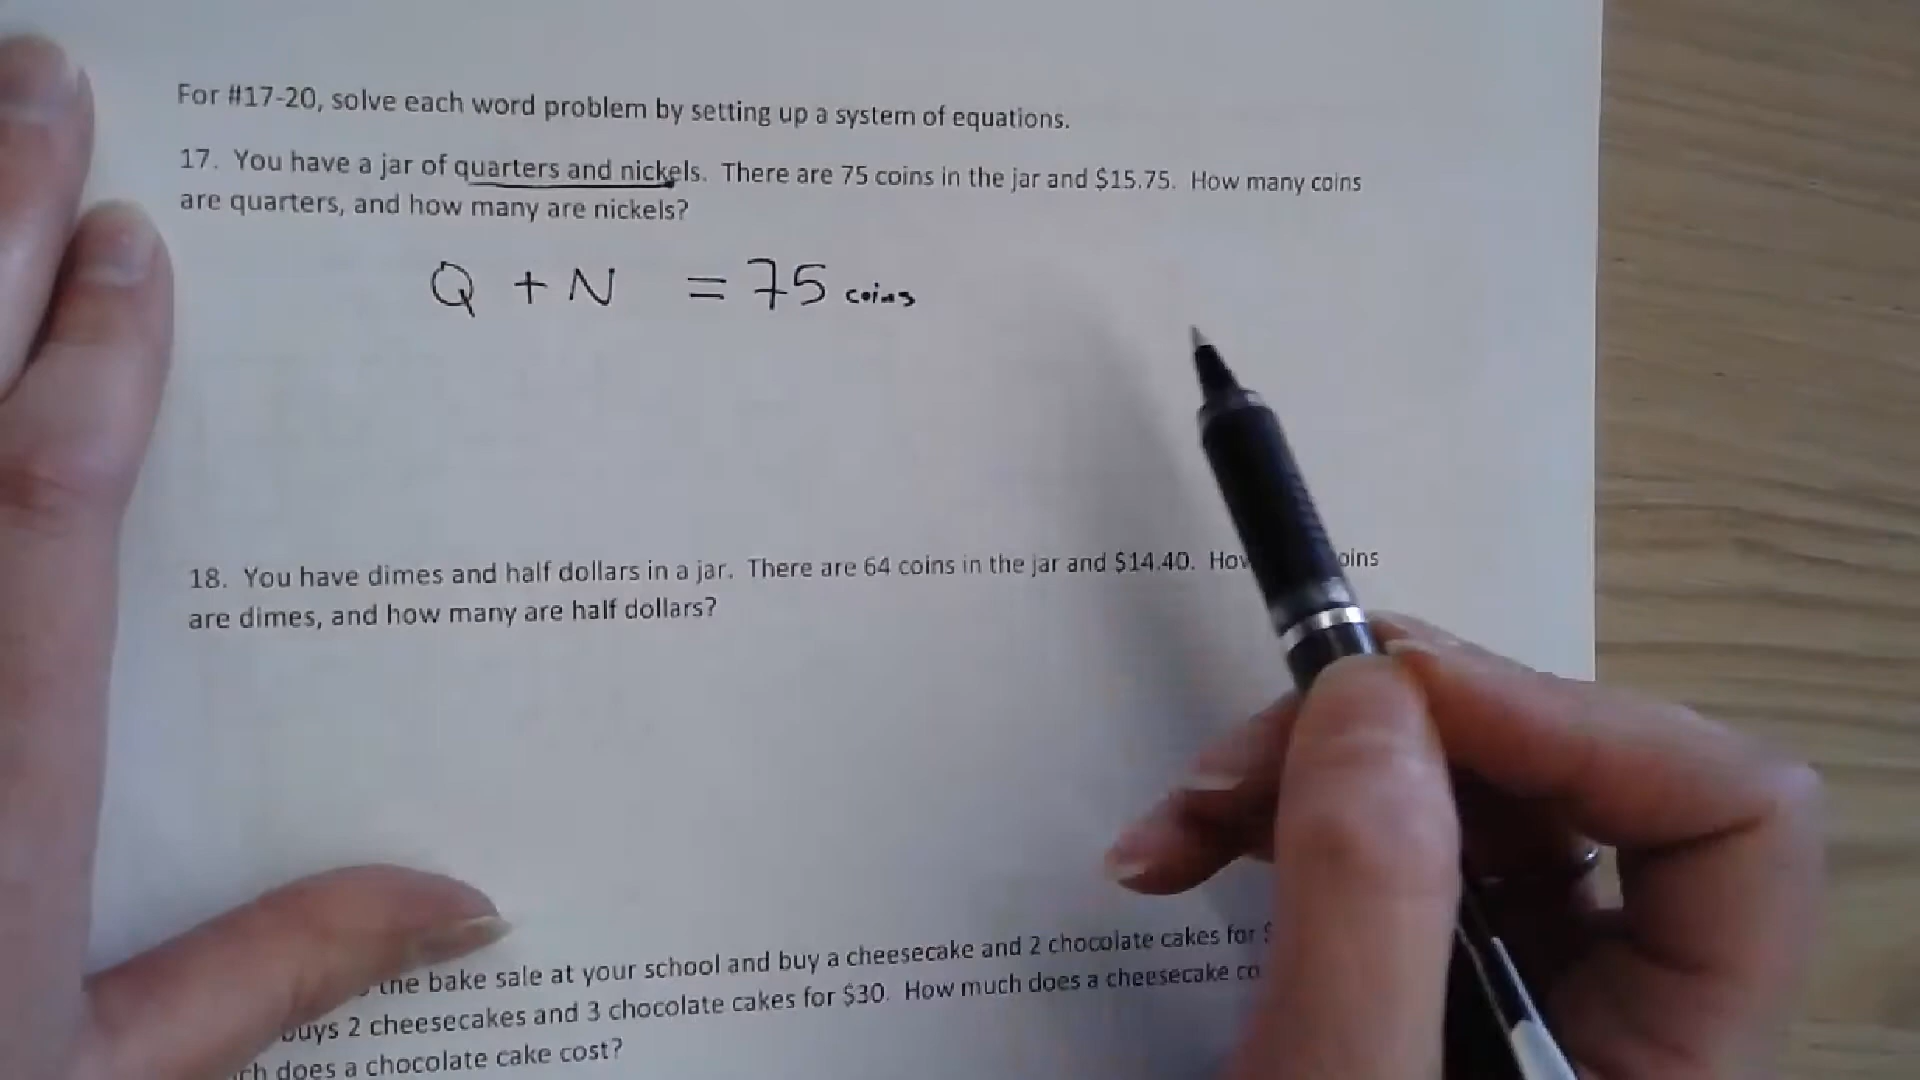 For #17-20, solve each word problem by setting up a system of equations.
17. You have a jar of quarters and nickels. There are 75 coins in the jar and $15.75. How many coins
are quarters, and how many are nickels?
Q + N = 75 coins
18. You have dimes and half dollars in a jar. There are 64 coins in the jar and $14.40.
are dimes, and how many are half dollars?
the bake sale at your school and buy a cheesecake and 2 chocolate cakes for
buys 2 cheesecakes and 3 chocolate cakes for $30. How much does a cheesecake
does a chocolate cake cost?